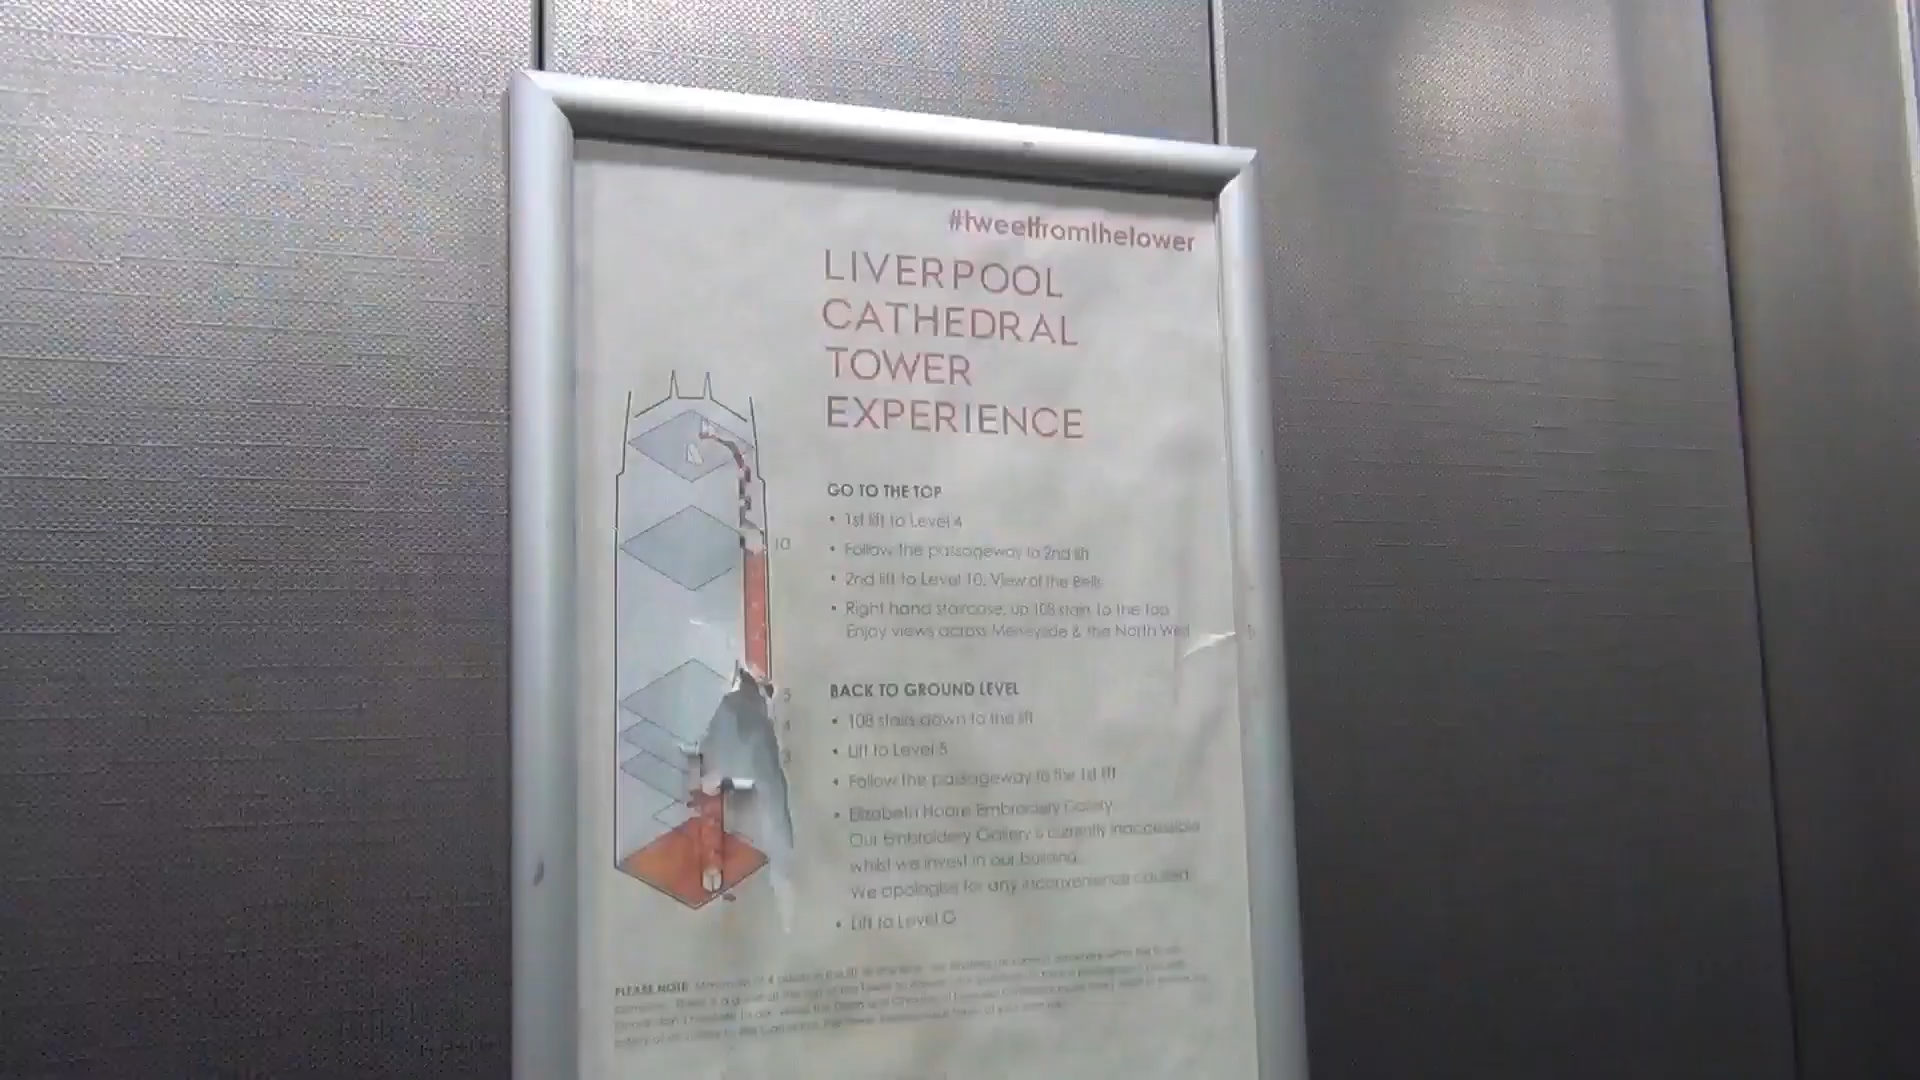 #tweetfromthetower
LIVERPOOL
CATHEDRAL
TOWER
EXPERIENCE
GO TO THE TOP
• 1st lift to Level 4
• Follow the passageway to 2nd lift
• 2nd lift to Level 10. View of the Bells
• Right hand staircase, up 108 stairs to the top
Enjoy views across Merseyside & the North West
10
5
4
3
BACK TO GROUND LEVEL
• 108 stairs down to the lift
• Lift to Level 5
• Follow the passageway to the 1st lift
• Elizabeth Hoare Embroidery Gallery.
Our Embroidery Gallery is currently inaccessible
whilst we invest in our building.
We apologise for any inconvenience caused.
• Lift to Level G
PLEASE NOTE: